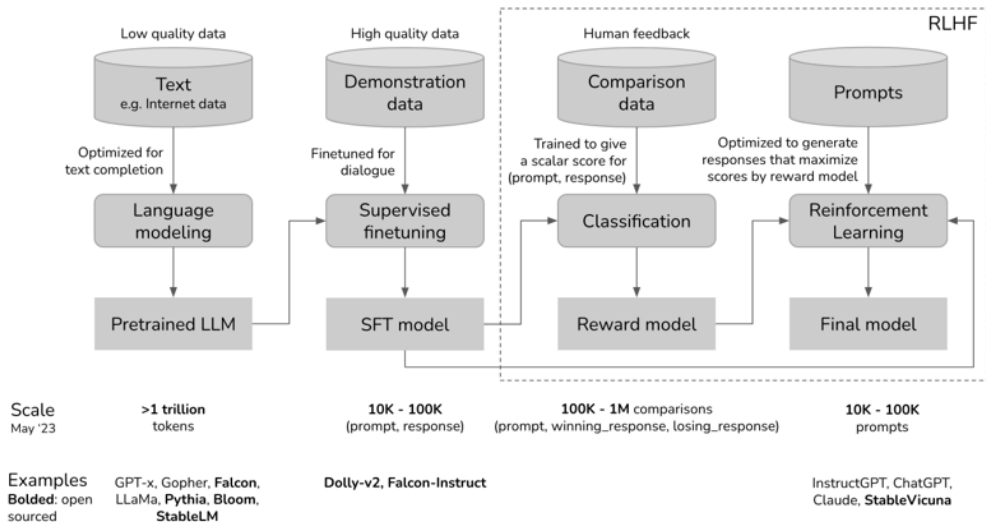 RLHF
Low quality data
High quality data
Human feedback
Text
e.g. Internet data
Demonstration
data
Comparison
data
Prompts
Optimized for
text completion
Finetuned for
dialogue
Trained to give
a scalar score for
(prompt, response)
Optimized to generate
responses that maximize
scores by reward model
Language
modeling
Supervised
finetuning
Classification
Reinforcement
Learning
Pretrained LLM
SFT model
Reward model
Final model
Scale
May '23
>1 trillion
tokens
10K - 100K
(prompt, response)
100K - 1M comparisons
(prompt, winning_response, losing_response)
10K - 100K
prompts
Examples
Bolded: open
sourced
GPT-x, Gopher, Falcon,
LLaMa, Pythia, Bloom,
StableLM
Dolly-v2, Falcon-Instruct
InstructGPT, ChatGPT,
Claude, StableVicuna